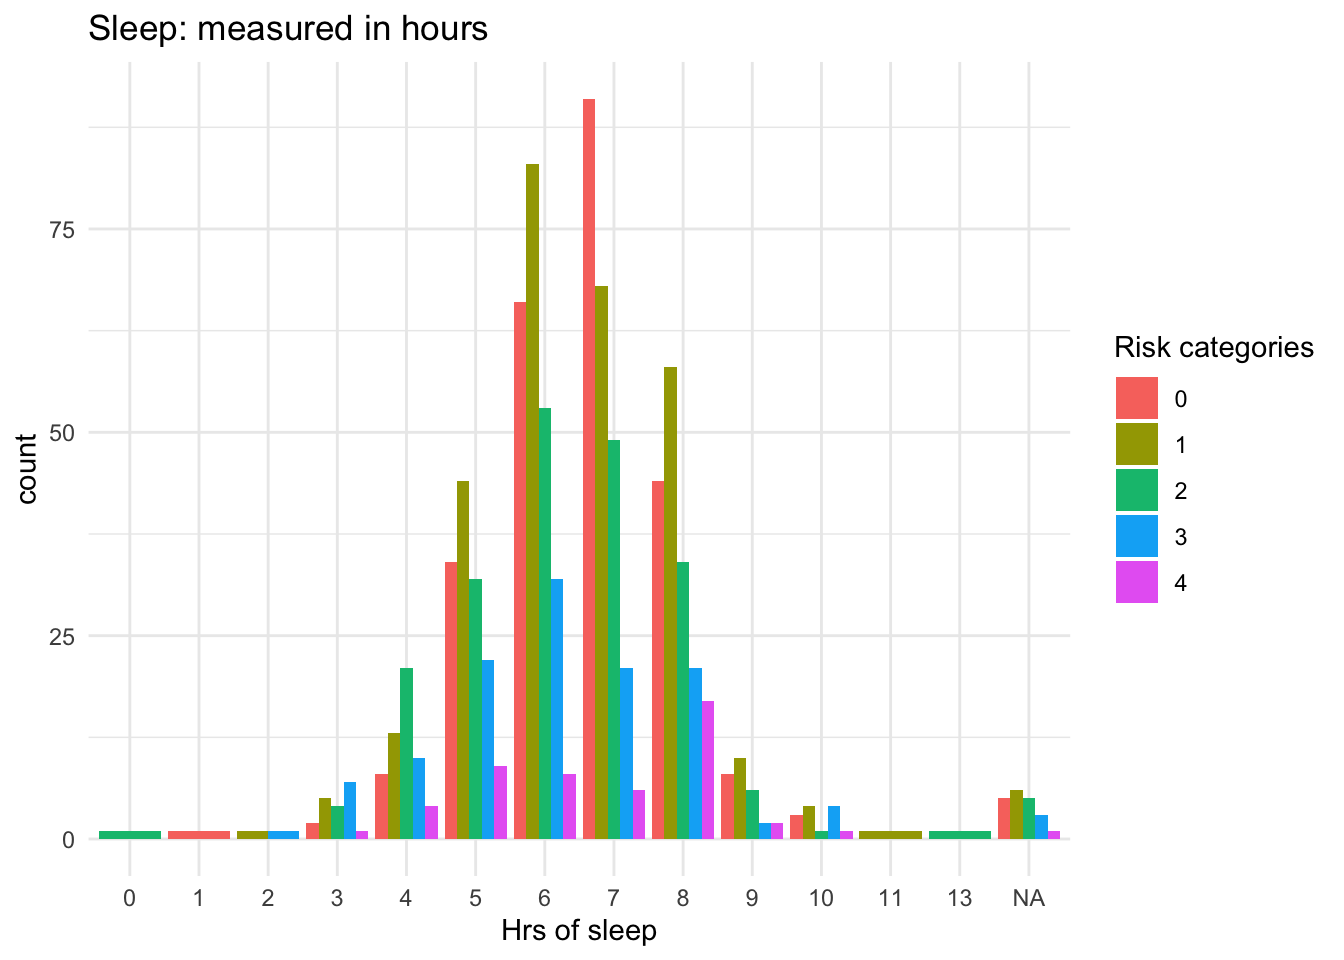 Sleep: measured in hours
count
75
50
25
0
0 1 2 3 4 5 6 7 8 9 10 11 13 NA
Hrs of sleep
Risk categories
0
1
2
3
4